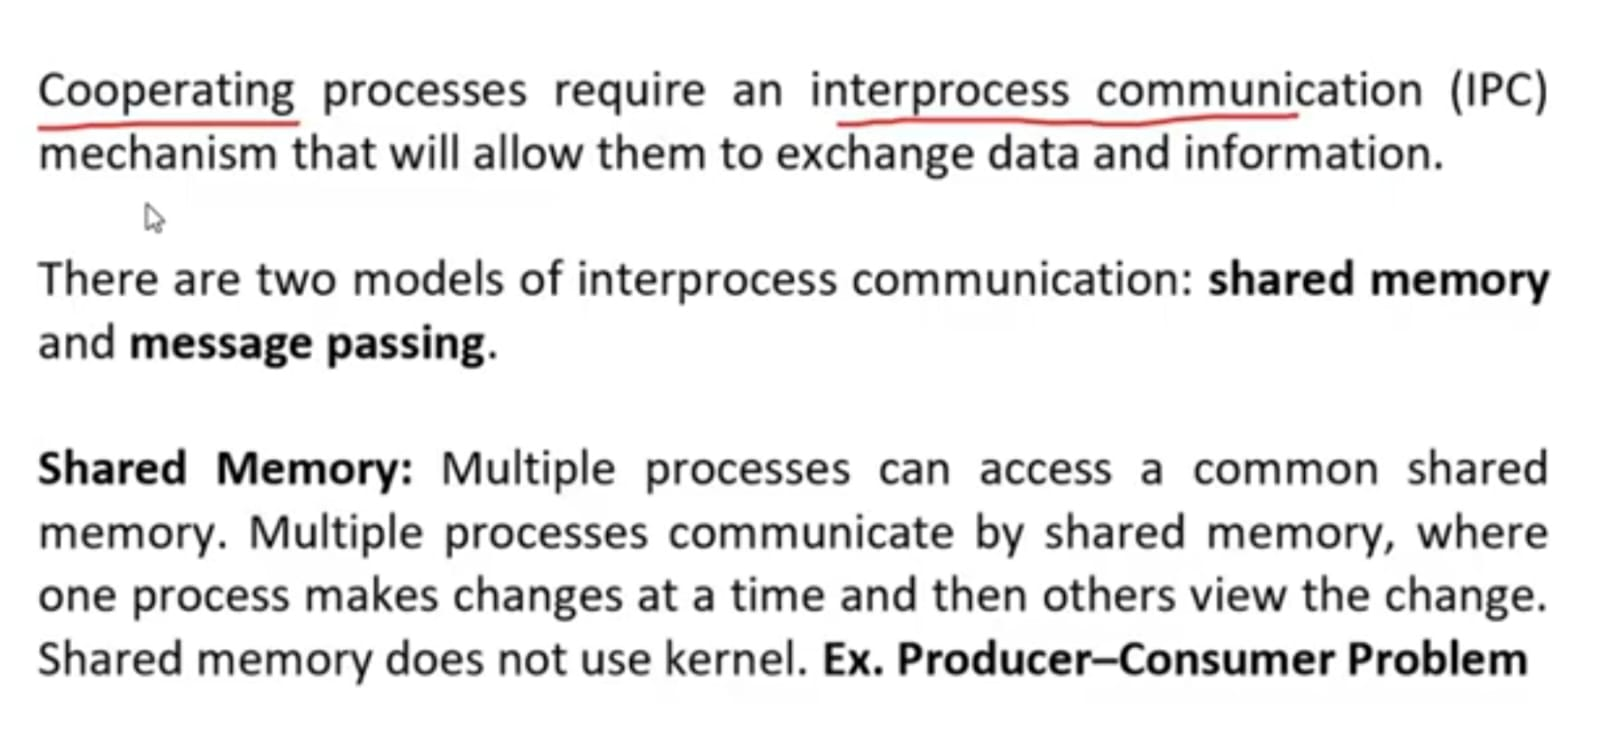 Cooperating processes require an interprocess communication (IPC)
mechanism that will allow them to exchange data and information.
There are two models of interprocess communication: shared memory
and message passing.
Shared Memory: Multiple processes can access a common shared
memory. Multiple processes communicate by shared memory, where
one process makes changes at a time and then others view the change.
Shared memory does not use kernel. Ex. Producer–Consumer Problem